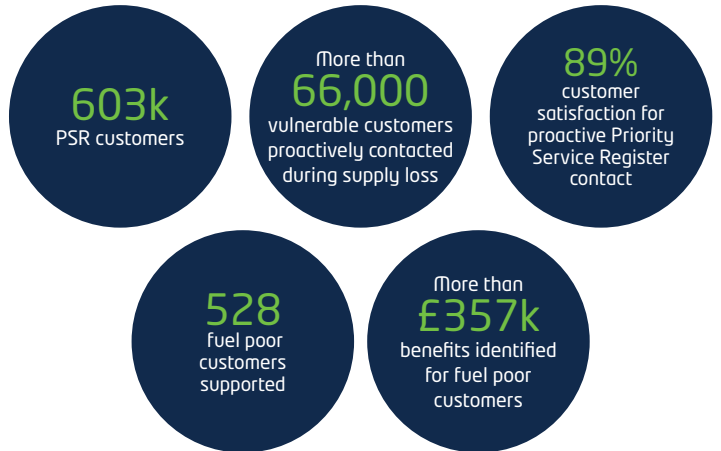 603k
PSR customers
More than
66,000
vulnerable customers
proactively contacted
during supply loss
89%
customer
satisfaction for
proactive Priority
Service Register
contact
528
fuel poor
customers
supported
More than
£357k
benefits identified
for fuel poor
customers